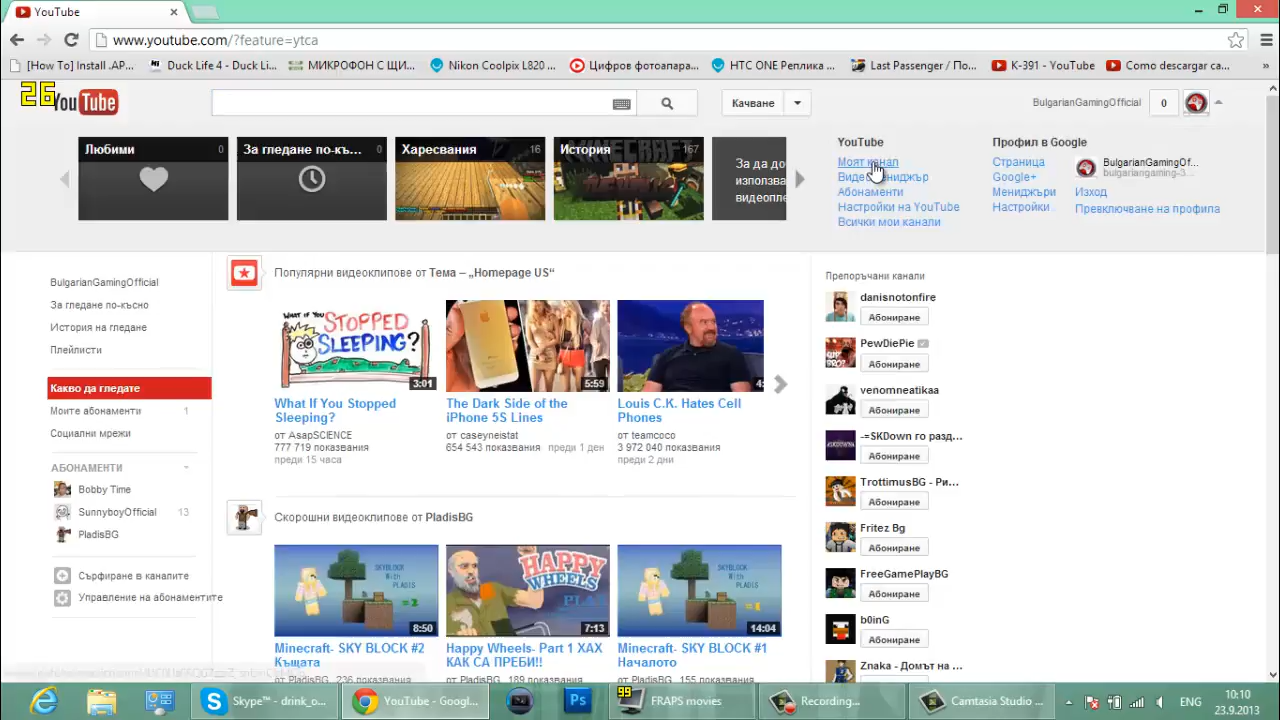 YouTube
www.youtube.com/?feature=ytca
[How To] Install .AP...
Duck Life 4 - Duck Li...
МИКРОФОН С ЩИ...
Nikon Coolpix L820 ...
Цифров фотоапара...
HTC ONE Реплика ...
Last Passenger / По...
K-391 - YouTube
Como descargar ca...
»
26
YouTube
Качване
BulgarianGamingOfficial
0
Любими 0
За гледане по-къ... 0
Харесвания 16
История 167
За да до
използва
видеопле
YouTube
Моят канал
Видео мениджър
Абонаменти
Настройки на YouTube
Всички мои канали
Профил в Google
Страница
Google+
Мениджъри
Настройки
BulgarianGamingOf...
bulgariangaming-3...
Изход
Превключване на профила
BulgarianGamingOfficial
За гледане по-късно
История на гледане
Плейлисти
Какво да гледате
Моите абонаменти 1
Социални мрежи
АБОНАМЕНТИ
Bobby Time
SunnyboyOfficial 13
PladisBG
Сърфиране в каналите
Управление на абонаментите
Популярни видеоклипове от Тема – „Homepage US“
WHAT IF YOU
STOPPED
SLEEPING?
3:01
What If You Stopped
Sleeping?
от AsapSCIENCE
777 719 показвания
преди 15 часа
5:59
The Dark Side of the
iPhone 5S Lines
от caseyneistat
654 543 показвания преди 1 ден
4:
Louis C.K. Hates Cell
Phones
от teamcoco
3 972 040 показвания
преди 2 дни
Скорошни видеоклипове от PladisBG
SKYBLOCK
With
PLADIS
8:50
Minecraft- SKY BLOCK #2
Къщата
от PladisBG 236 показвания
HAPPY
WHEELS
7:13
Happy Wheels- Part 1 ХАХ
КАК СА ПРЕБИ!!
SKYBLOCK
With
PLADIS
14:04
Minecraft- SKY BLOCK #1
Началото
от PladisBG 155 показвания
Препоръчани канали
danisnotonfire
Абониране
PewDiePie
Абониране
venomneatikaa
Абониране
-=SKDown го разд...
Абониране
TrottimusBG - Ри...
Абониране
Fritez Bg
Абониране
FreeGamePlayBG
Абониране
b0inG
Абониране
Znaka - Домът на ...
Skype™ - drink_o...
YouTube - Googl...
Ps
99
FRAPS movies
Recording...
Camtasia Studio ...
ENG
10:10
23.9.2013